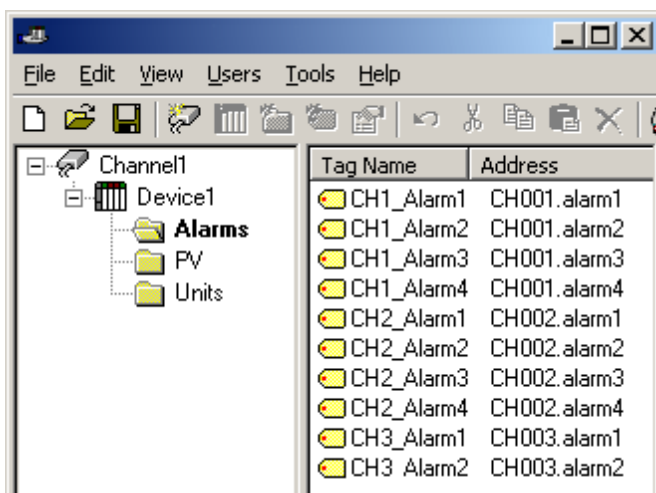 File Edit View Users Tools Help
Channel1
Device1
Alarms
PV
Units
Tag Name Address
CH1_Alarm1 CH001.alarm1
CH1_Alarm2 CH001.alarm2
CH1_Alarm3 CH001.alarm3
CH1_Alarm4 CH001.alarm4
CH2_Alarm1 CH002.alarm1
CH2_Alarm2 CH002.alarm2
CH2_Alarm3 CH002.alarm3
CH2_Alarm4 CH002.alarm4
CH3_Alarm1 CH003.alarm1
CH3 Alarm2 CH003.alarm2